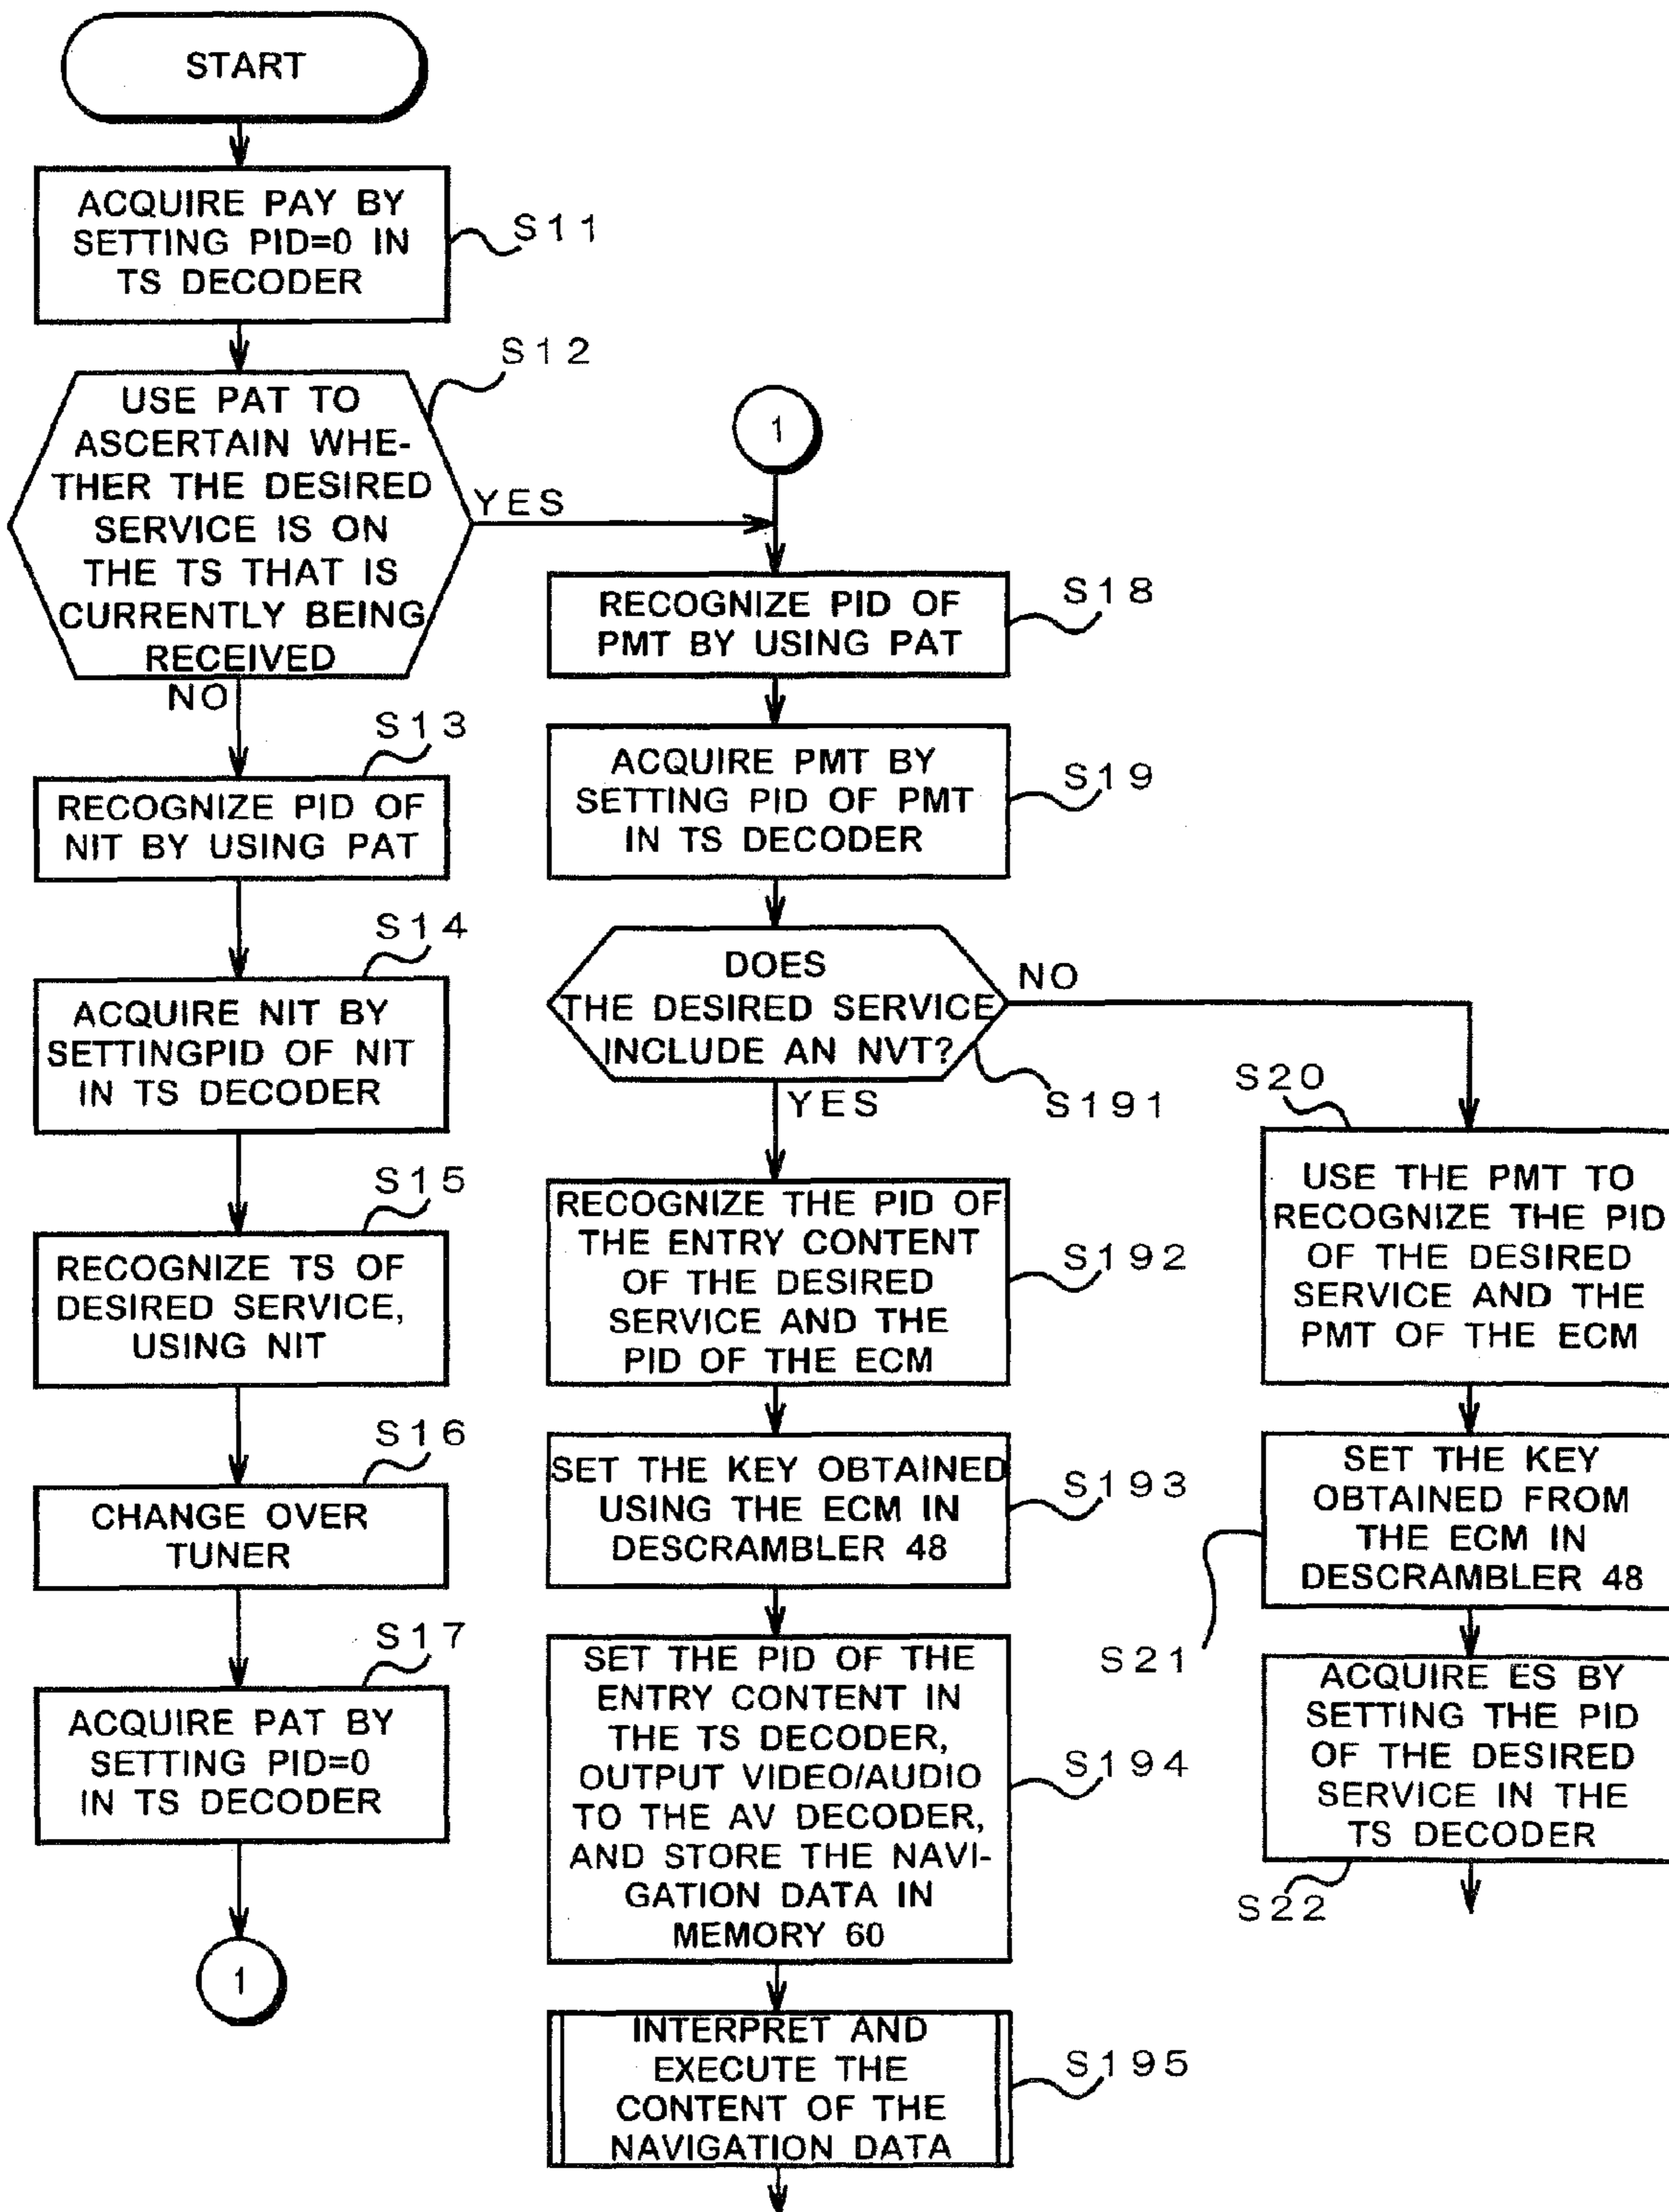 START
ACQUIRE PAY BY
SETTING PID=0 IN
TS DECODER
S11
S12
USE PAT TO
ASCERTAIN WHE-
THER THE DESIRED
SERVICE IS ON
THE TS THAT IS
CURRENTLY BEING
RECEIVED
YES
NO
S13
RECOGNIZE PID OF
NIT BY USING PAT
S14
ACQUIRE NIT BY
SETTINGPID OF NIT
IN TS DECODER
S15
RECOGNIZE TS OF
DESIRED SERVICE,
USING NIT
S16
CHANGE OVER
TUNER
S17
ACQUIRE PAT BY
SETTING PID=0
IN TS DECODER
1
1
RECOGNIZE PID OF
PMT BY USING PAT
S18
ACQUIRE PMT BY
SETTING PID OF PMT
IN TS DECODER
S19
DOES
THE DESIRED SERVICE
INCLUDE AN NVT?
NO
YES
S191
RECOGNIZE THE PID OF
THE ENTRY CONTENT
OF THE DESIRED
SERVICE AND THE
PID OF THE ECM
S192
SET THE KEY OBTAINED
USING THE ECM IN
DESCRAMBLER 48
S193
SET THE PID OF THE
ENTRY CONTENT IN
THE TS DECODER,
OUTPUT VIDEO/AUDIO
TO THE AV DECODER,
AND STORE THE NAVI-
GATION DATA IN
MEMORY 60
S194
INTERPRET AND
EXECUTE THE
CONTENT OF THE
NAVIGATION DATA
S195
S20
USE THE PMT TO
RECOGNIZE THE PID
OF THE DESIRED
SERVICE AND THE
PMT OF THE ECM
SET THE KEY
OBTAINED FROM
THE ECM IN
DESCRAMBLER 48
S21
ACQUIRE ES BY
SETTING THE PID
OF THE DESIRED
SERVICE IN THE
TS DECODER
S22